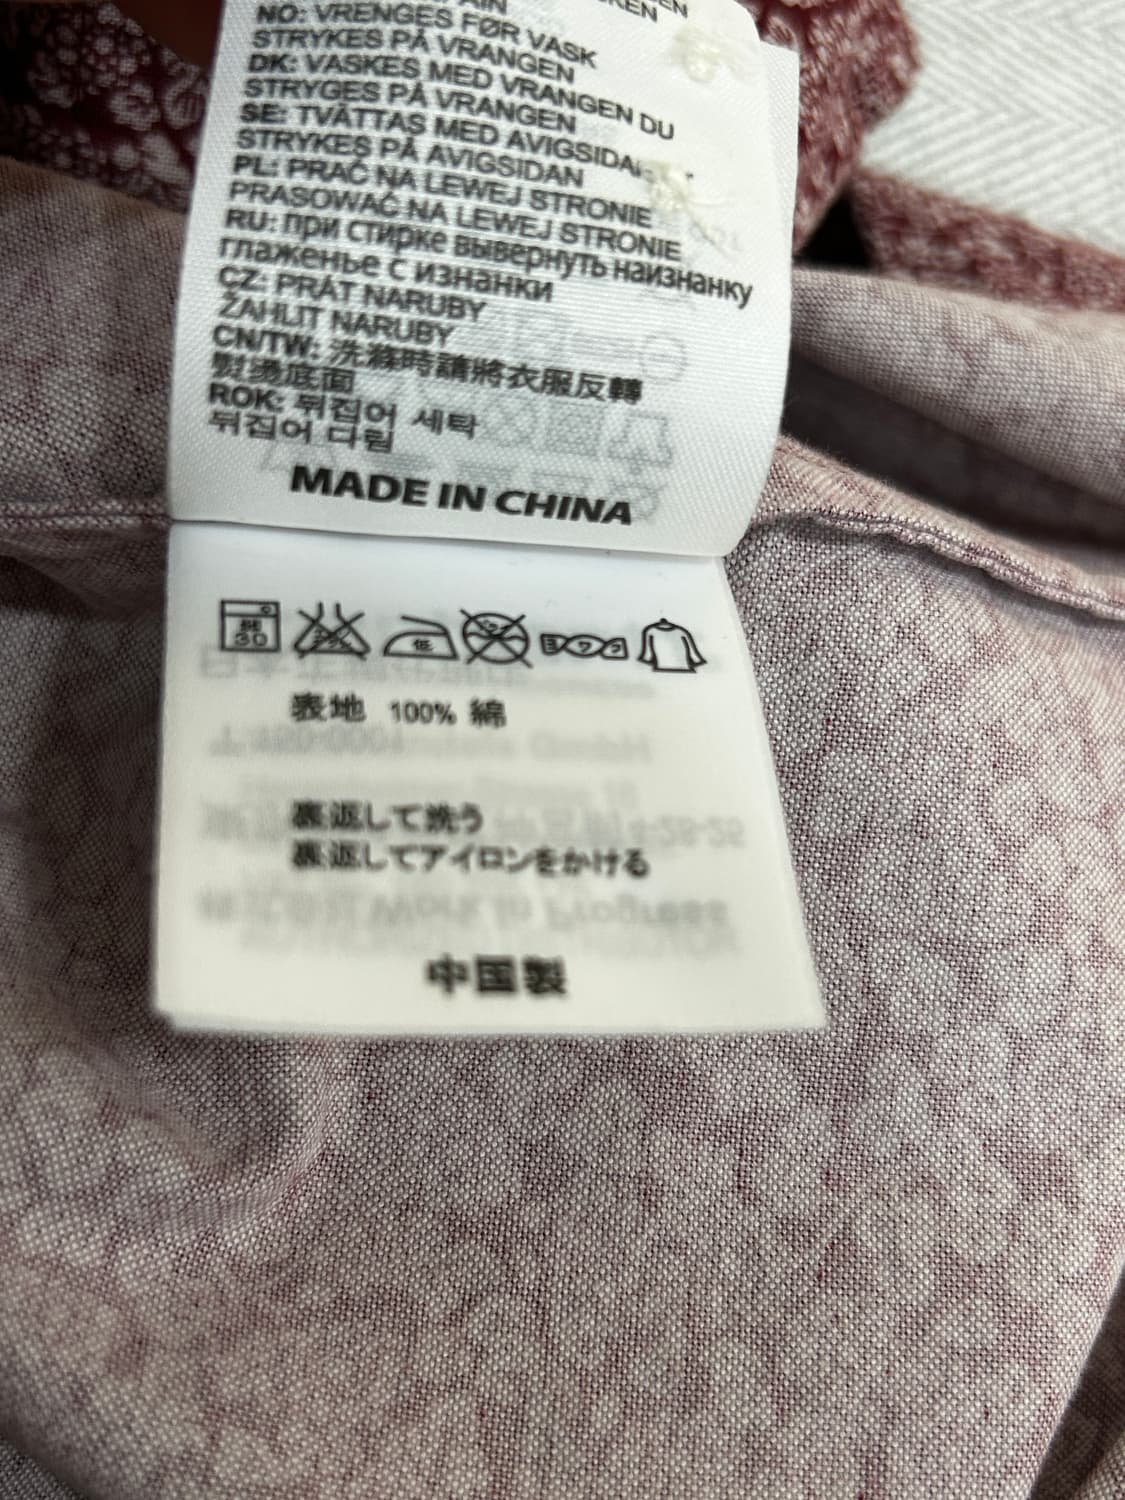 NO: VRENGES FØR VASK
STRYKES PÅ VRANGEN
DK: VASKES MED VRANGEN DU
STRYGES PÅ VRANGEN
SE: TVÄTTAS MED AVIGSIDAN
STRYKES PÅ AVIGSIDAN
PL: PRAĆ NA LEWEJ STRONIE
PRASOWAĆ NA LEWEJ STRONIE
RU: при стирке вывернуть наизнанку
глаженье с изнанки
CZ: PRÁT NARUBY
ŽAHLIT NARUBY
CN/TW: 洗滌時請將衣服反轉
熨燙底面
ROK: 뒤집어 세탁
뒤집어 다림
MADE IN CHINA
30
低
表地 100% 綿
裏返して洗う
裏返してアイロンをかける
中国製